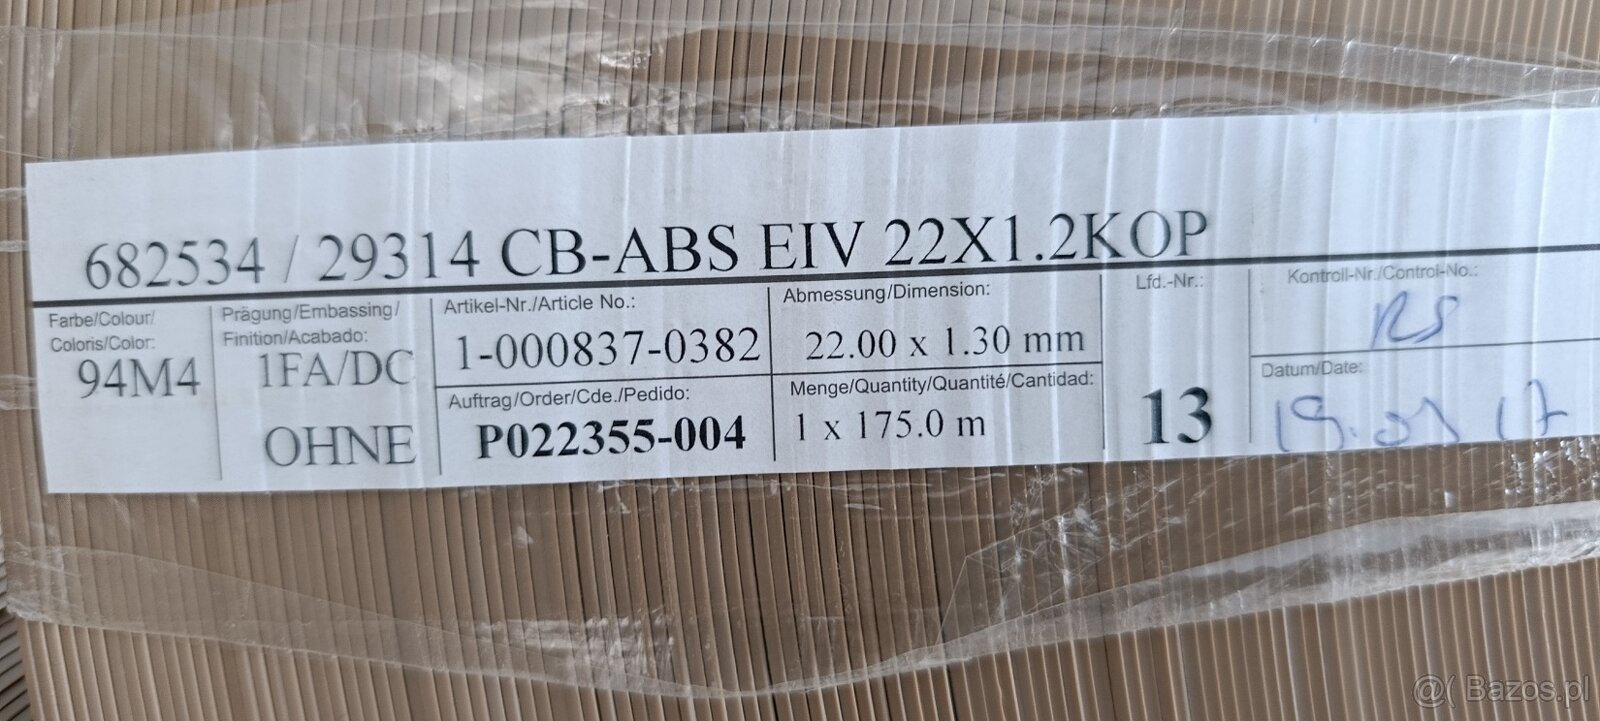 682534 / 29314 CB-ABS EIV 22X1.2KOP
Farbe/Colour/
Coloris/Color:
94M4
Prägung/Embassing/
Finition/Acabado:
1FA/DC
OHNE
Artikel-Nr./Article No.:
1-000837-0382
Auftrag/Order/Cde./Pedido:
P022355-004
Abmessung/Dimension:
22.00 x 1.30 mm
Menge/Quantity/Quantité/Cantidad:
1 x 175.0 m
Lfd.-Nr.:
13
Kontroll-Nr./Control-No.:
RS
Datum/Date:
@( Bazos.pl